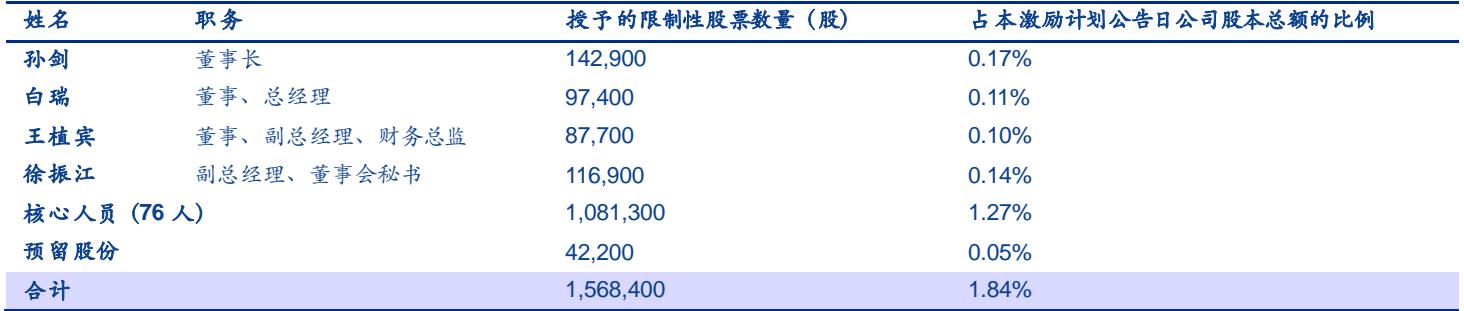 姓名 职务 授予的限制性股票数量（股） 占本激励计划公告日公司股本总额的比例
孙剑 董事长 142,900 0.17%
白瑞 董事、总经理 97,400 0.11%
王植宾 董事、副总经理、财务总监 87,700 0.10%
徐振江 副总经理、董事会秘书 116,900 0.14%
核心人员（76 人） 1,081,300 1.27%
预留股份 42,200 0.05%
合计 1,568,400 1.84%